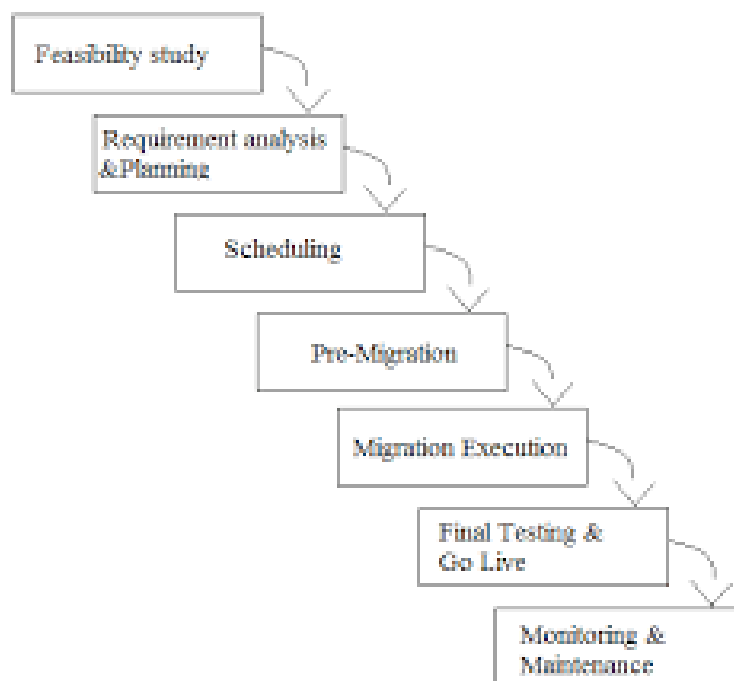 Feasibility study
Requirement analysis
&Planning
Scheduling
Pre-Migration
Migration Execution
Final Testing &
Go Live
Monitoring &
Maintenance